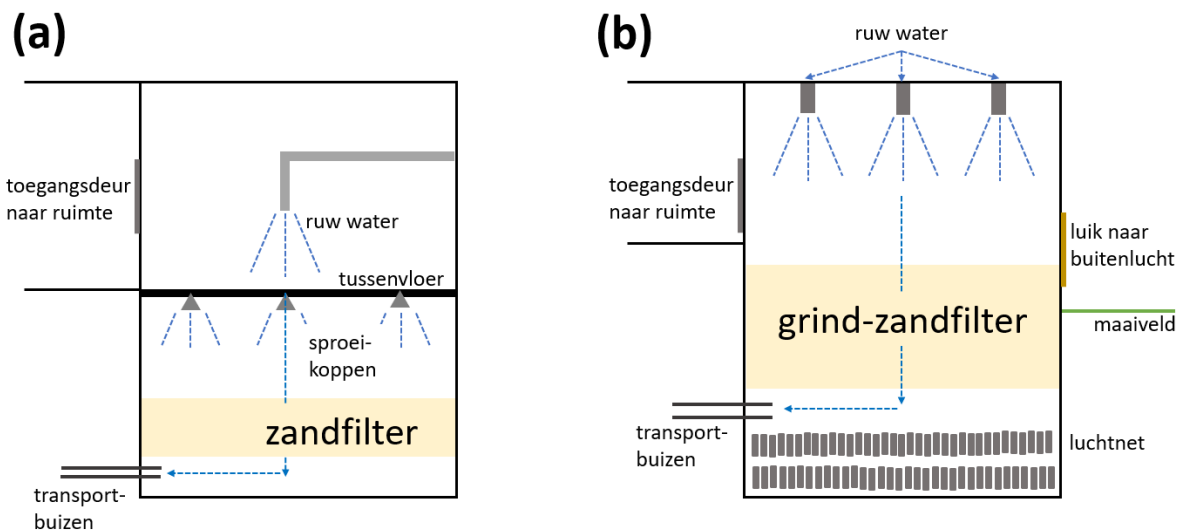 (a)
toegangsdeur
naar ruimte
ruw water
tussenvloer
sproei-
koppen
zandfilter
transport-
buizen
(b)
ruw water
toegangsdeur
naar ruimte
luik naar
buitenlucht
grind-zandfilter
maaiveld
transport-
buizen
luchtnet